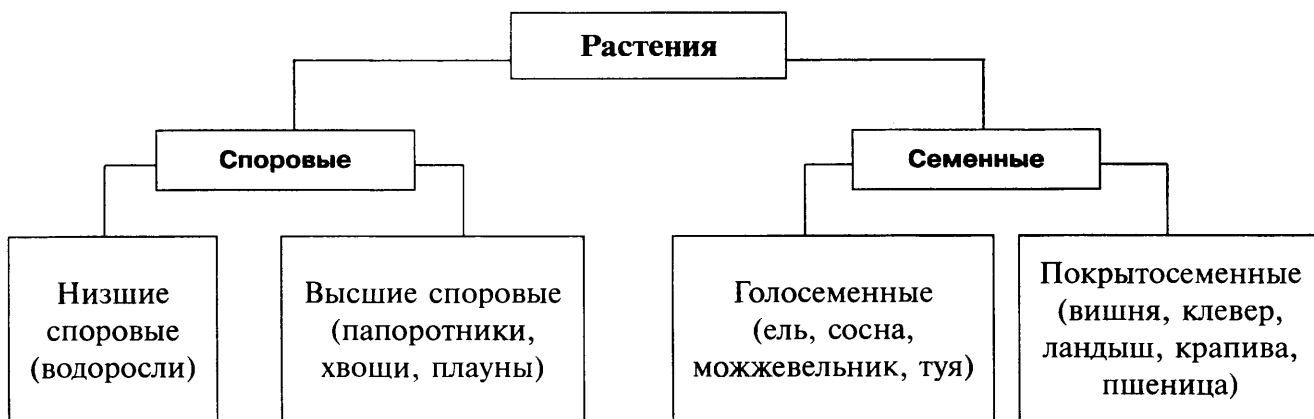 Растения
Споровые
Семенные
Низшие
споровые
(водоросли)
Высшие споровые
(папоротники,
хвощи, плауны)
Голосеменные
(ель, сосна,
можжевельник, туя)
Покрытосеменные
(вишня, клевер,
ландыш, крапива,
пшеница)